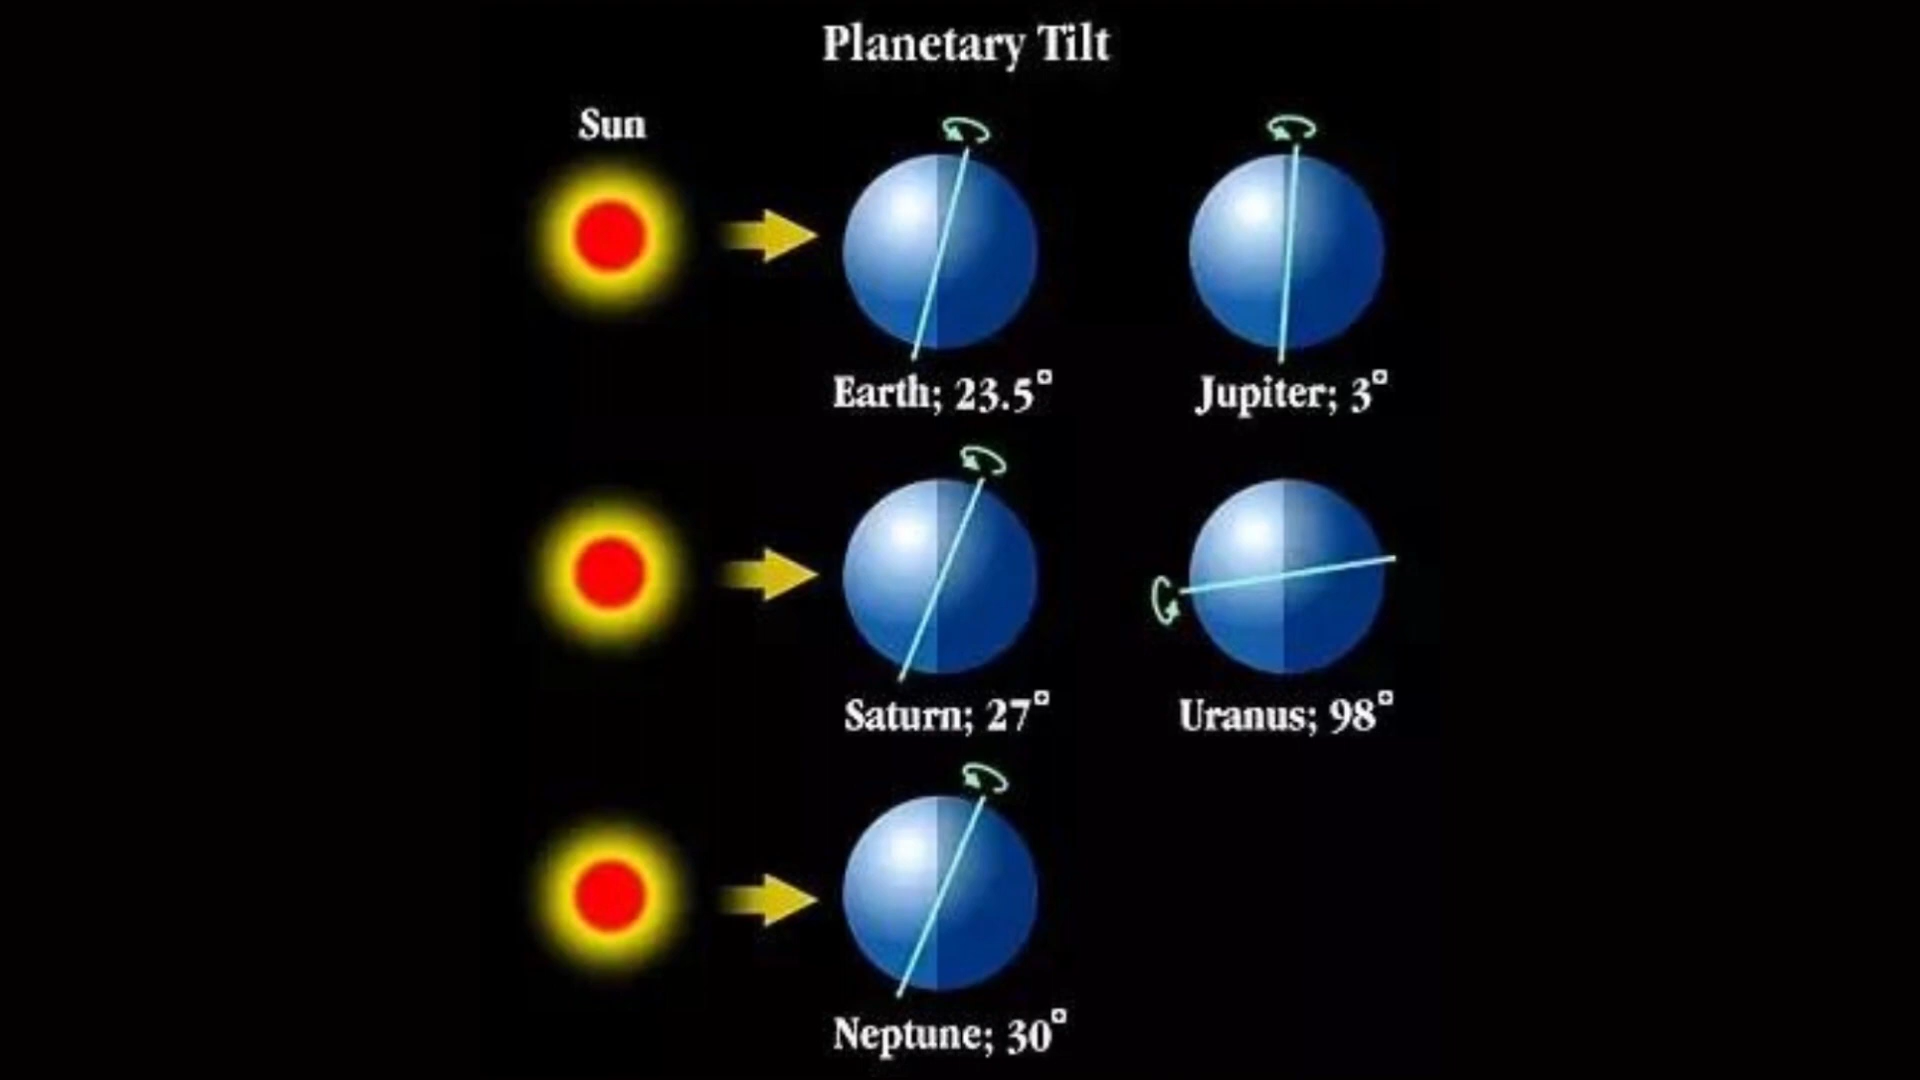 Planetary Tilt
Sun
Earth; 23.5°
Jupiter; 3°
Saturn; 27°
Uranus; 98°
Neptune; 30°